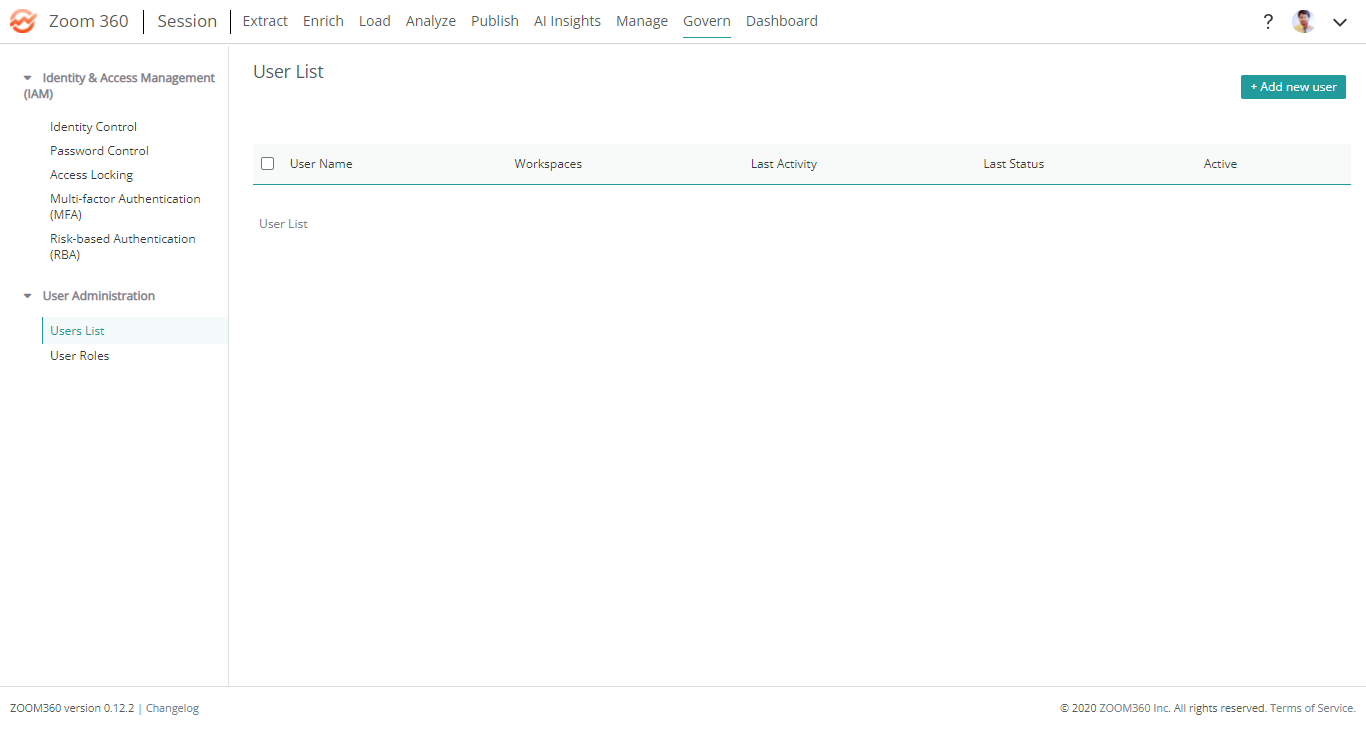 Zoom 360 Session Extract Enrich Load Analyze Publish AI Insights Manage Govern Dashboard ?
Identity & Access Management
(IAM)
Identity Control
Password Control
Access Locking
Multi-factor Authentication
(MFA)
Risk-based Authentication
(RBA)
User Administration
Users List
User Roles
User List
+ Add new user
User Name Workspaces Last Activity Last Status Active
User List
ZOOM360 version 0.12.2 | Changelog
© 2020 ZOOM360 Inc. All rights reserved. Terms of Service.